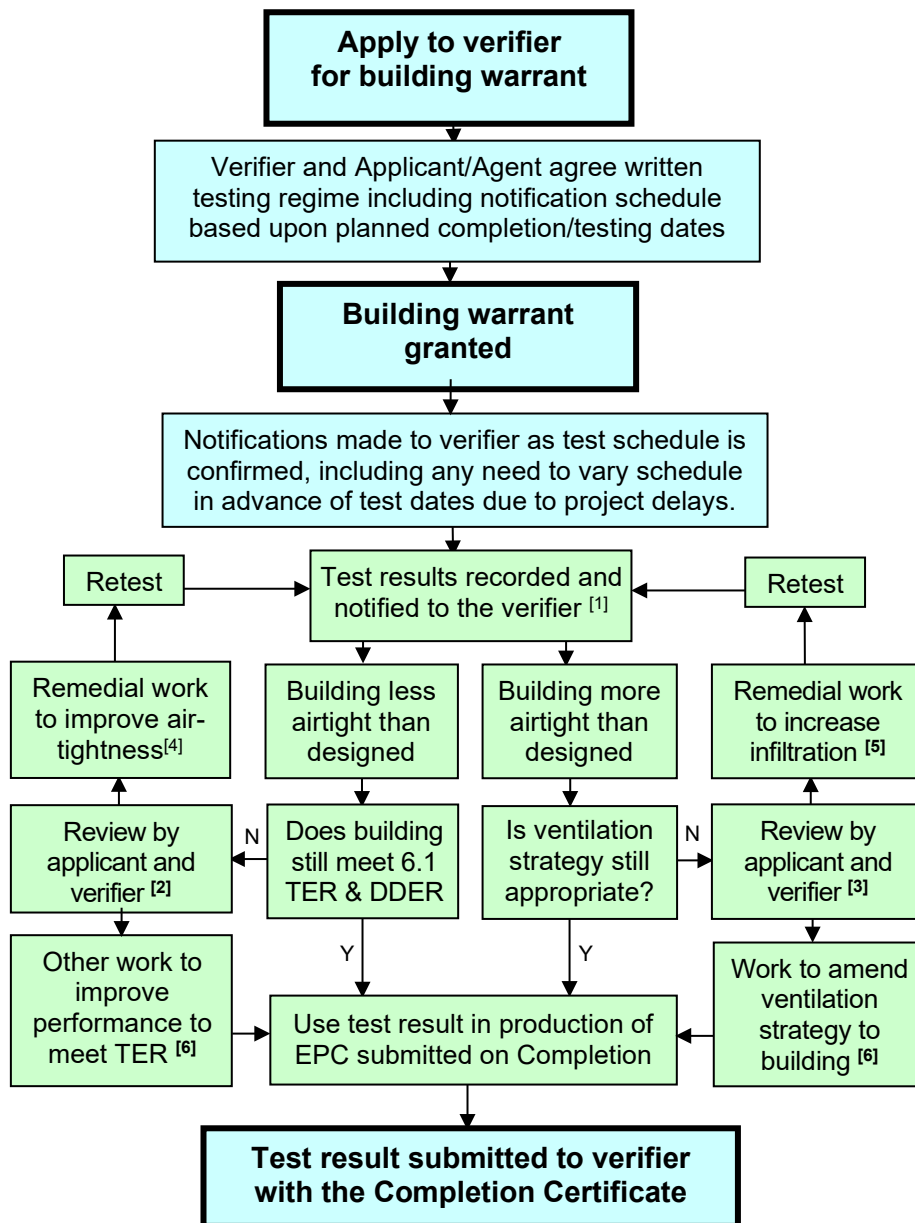 Apply to verifier
for building warrant
Verifier and Applicant/Agent agree written
testing regime including notification schedule
based upon planned completion/testing dates
Building warrant
granted
Notifications made to verifier as test schedule is
confirmed, including any need to vary schedule
in advance of test dates due to project delays.
Retest
Test results recorded and
notified to the verifier [1]
Retest
Remedial work
to improve air-
tightness[4]
Building less
airtight than
designed
Building more
airtight than
designed
Remedial work
to increase
infiltration [5]
Review by
applicant and
verifier [2]
N
Does building
still meet 6.1
TER & DDER
Is ventilation
strategy still
appropriate?
N
Review by
applicant and
verifier [3]
Y
Y
Other work to
improve
performance to
meet TER [6]
Use test result in production of
EPC submitted on Completion
Work to amend
ventilation
strategy to
building [6]
Test result submitted to verifier
with the Completion Certificate